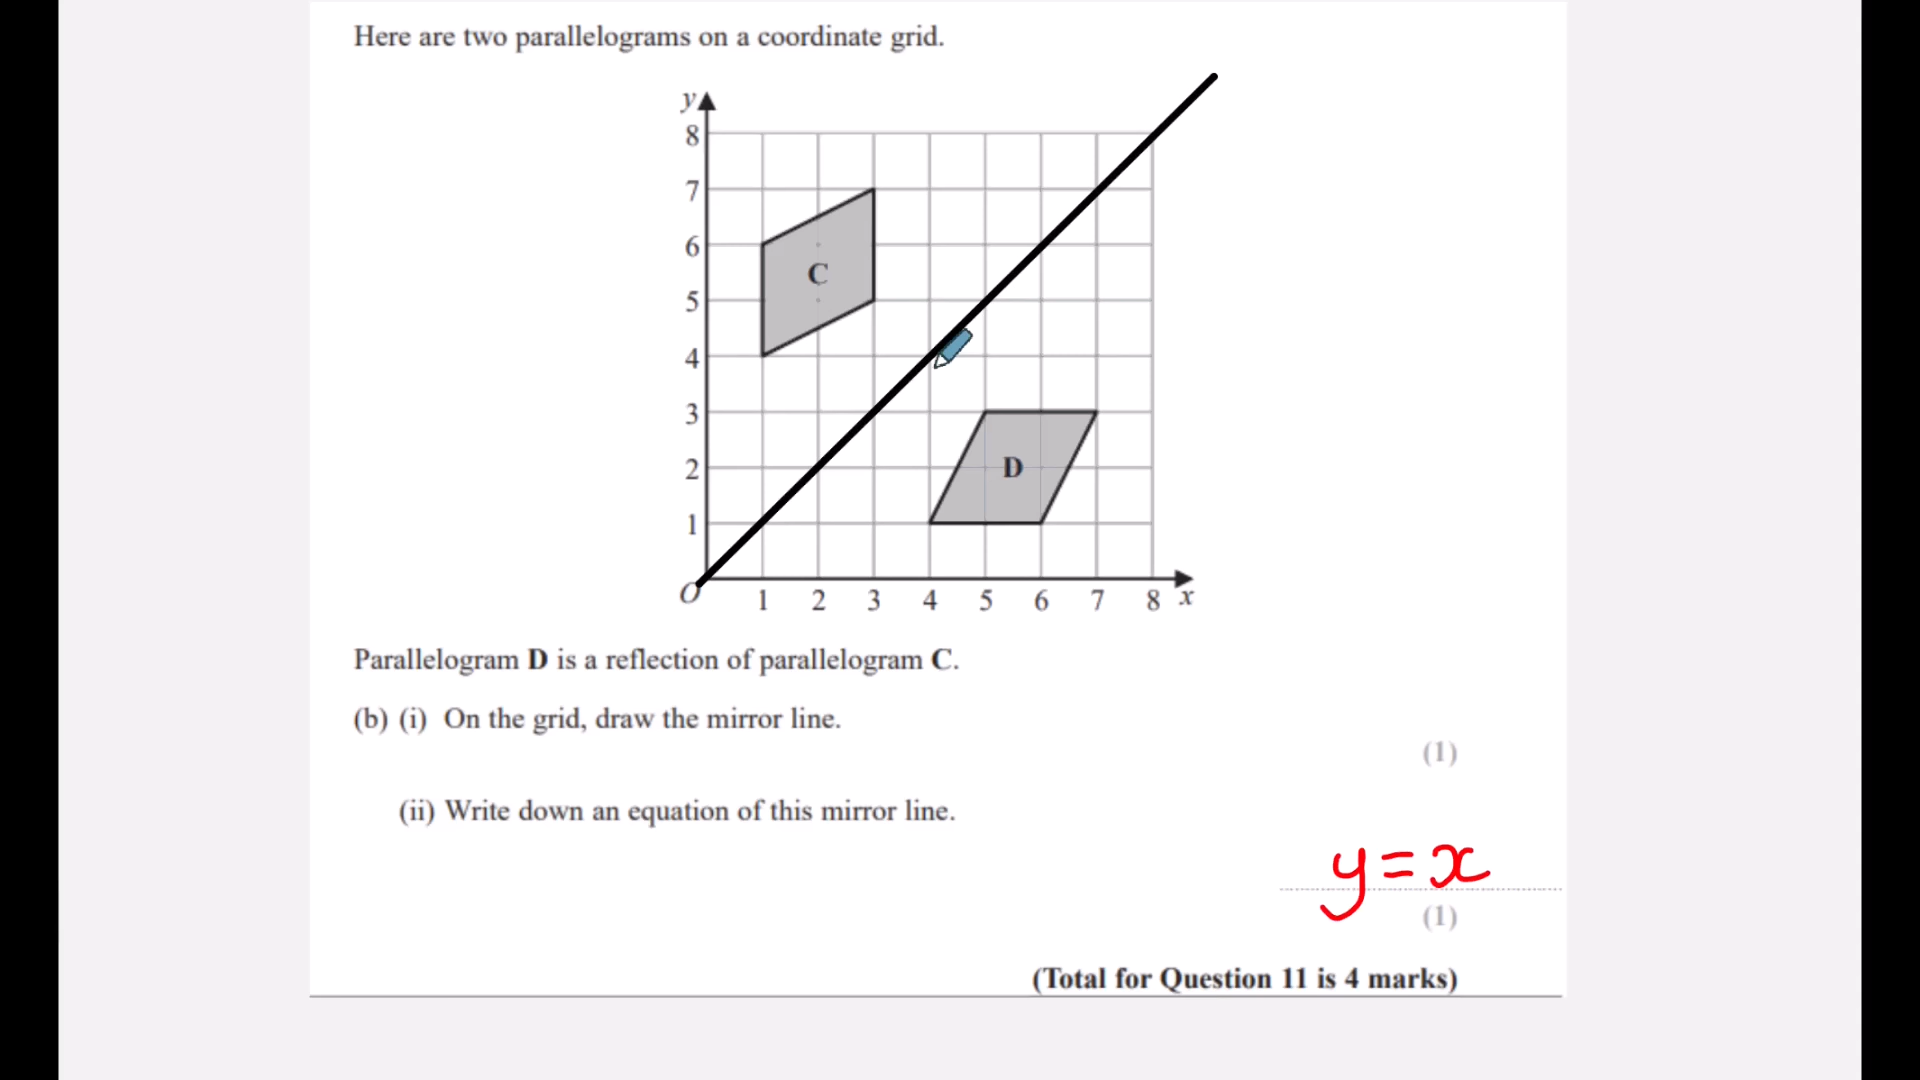 Here are two parallelograms on a coordinate grid.
y
8
7
6
5
4
3
2
1
C
D
O
1 2 3 4 5 6 7 8 x
Parallelogram D is a reflection of parallelogram C.
(b) (i) On the grid, draw the mirror line.
(1)
(ii) Write down an equation of this mirror line.
y = x
(1)
(Total for Question 11 is 4 marks)